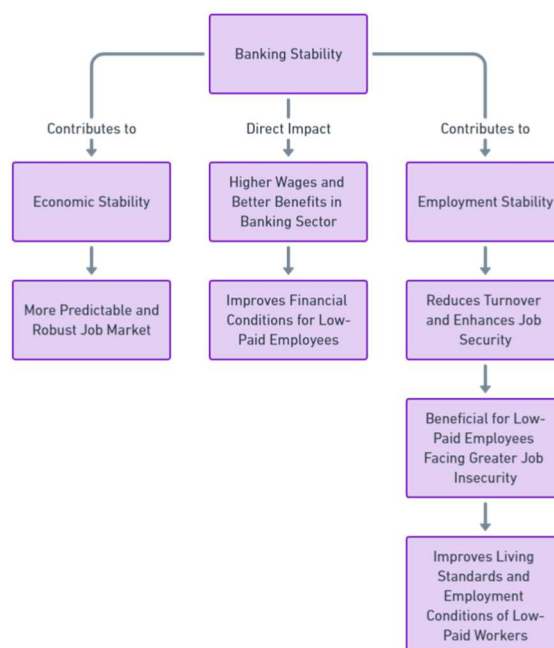 Banking Stability
Contributes to
Direct Impact
Contributes to
Economic Stability
Higher Wages and
Better Benefits in
Banking Sector
Employment Stability
More Predictable and
Robust Job Market
Improves Financial
Conditions for Low-
Paid Employees
Reduces Turnover
and Enhances Job
Security
Beneficial for Low-
Paid Employees
Facing Greater Job
Insecurity
Improves Living
Standards and
Employment
Conditions of Low-
Paid Workers